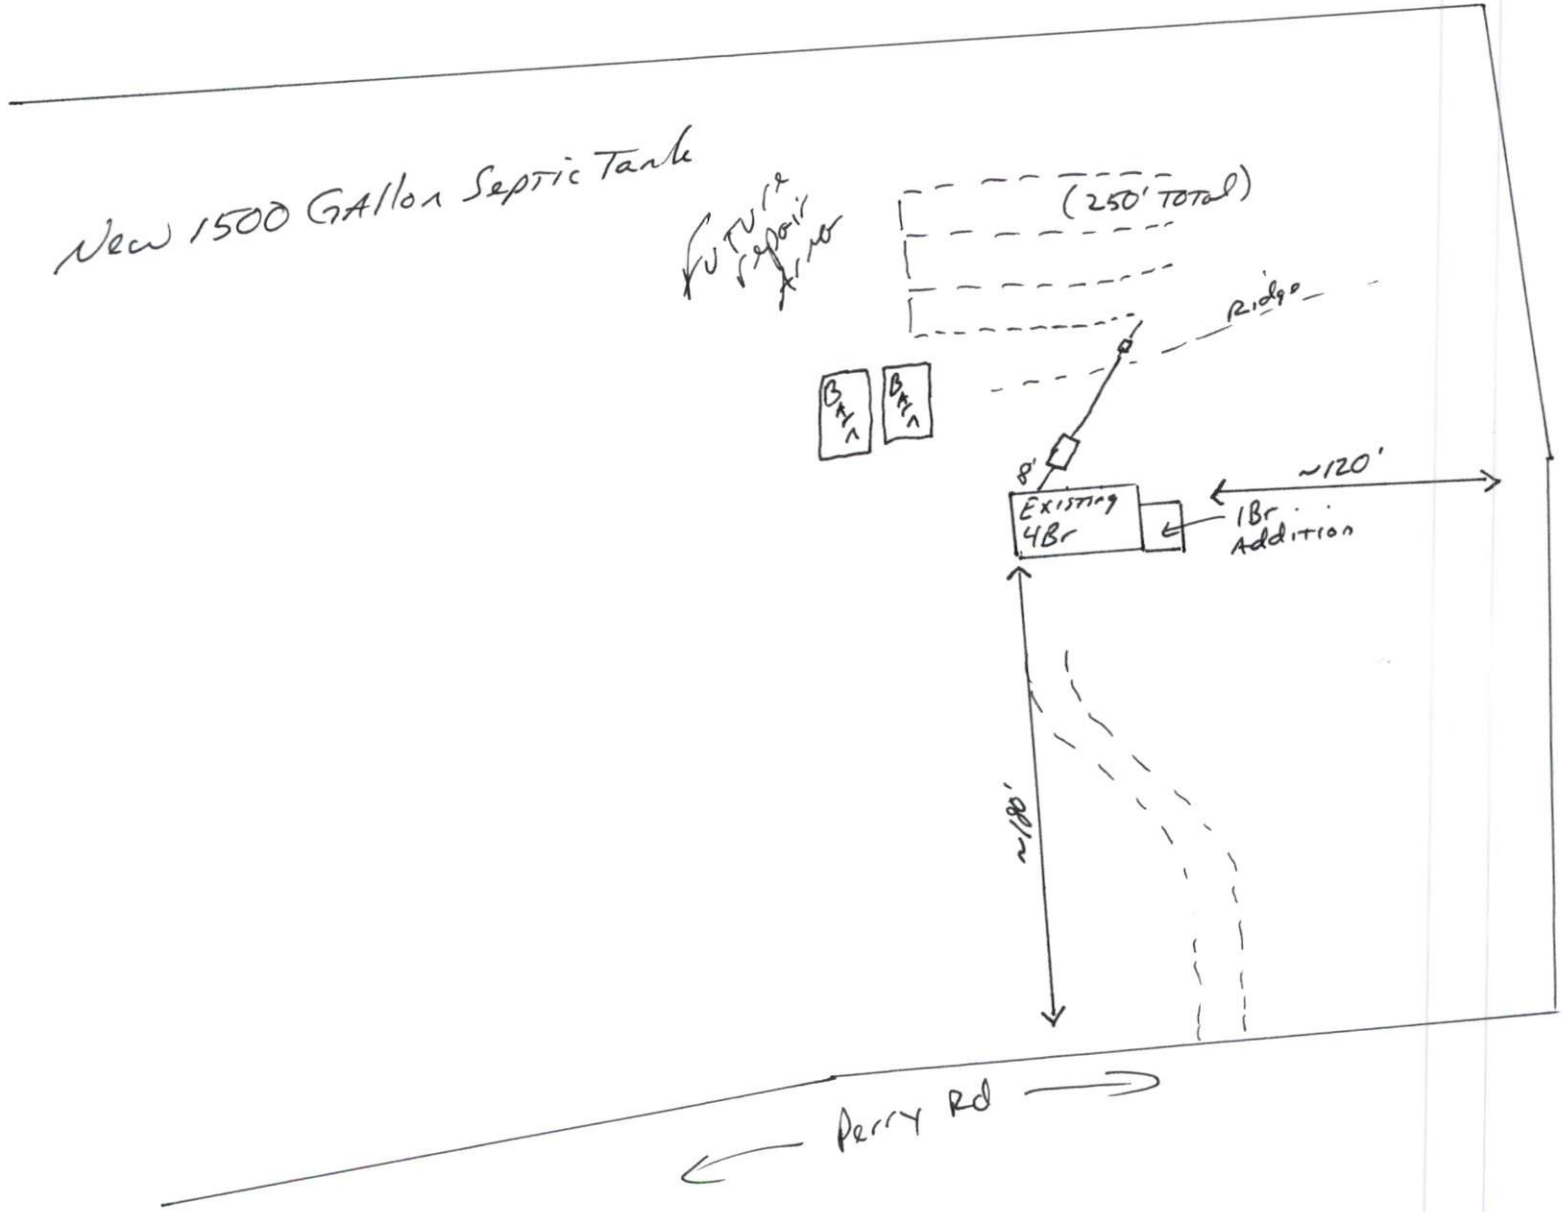 New 1500 GAllon Septic Tank
future
repair
Area
(250' Total)
Ridge
BArn
BArn
8'
Existing
4Br
~120'
1Br
Addition
~180'
Perry Rd